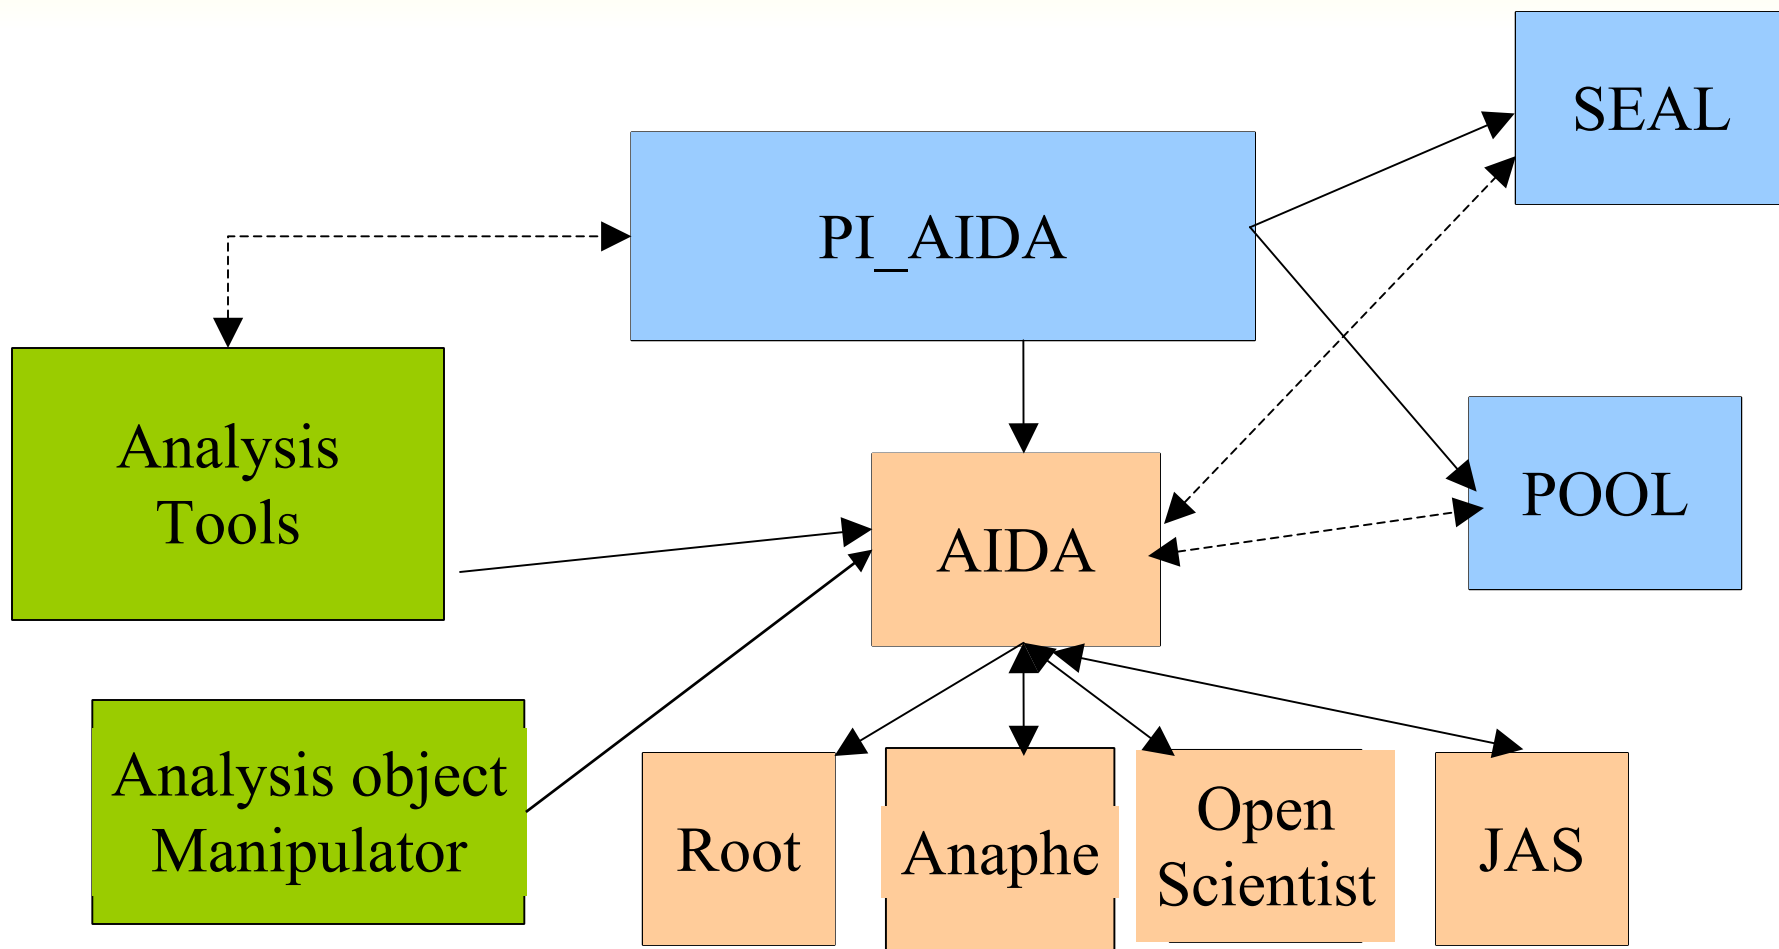 SEAL
PI_AIDA
Analysis
Tools
POOL
AIDA
Analysis object
Manipulator
Root
Anaphe
Open
Scientist
JAS